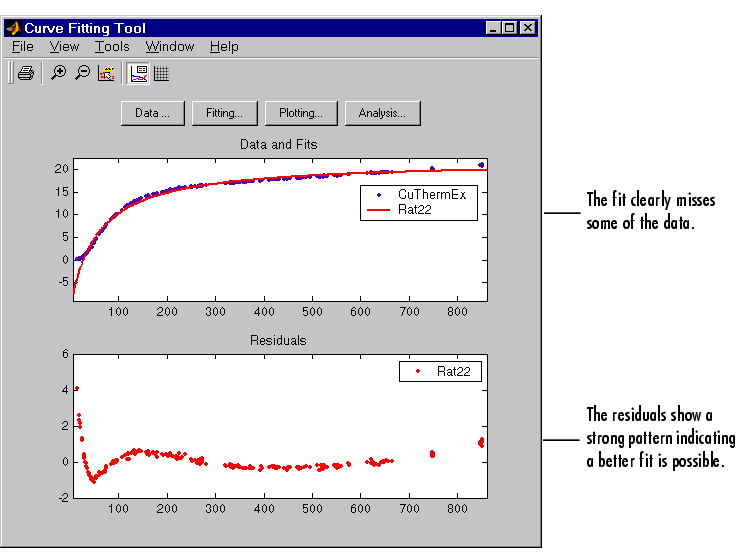 Curve Fitting Tool
File View Tools Window Help
Data ... Fitting... Plotting... Analysis...
Data and Fits
20
15
10
5
0
-5
CuThermEx
Rat22
100 200 300 400 500 600 700 800
The fit clearly misses
some of the data.
Residuals
6
4
2
0
-2
Rat22
100 200 300 400 500 600 700 800
The residuals show a
strong pattern indicating
a better fit is possible.